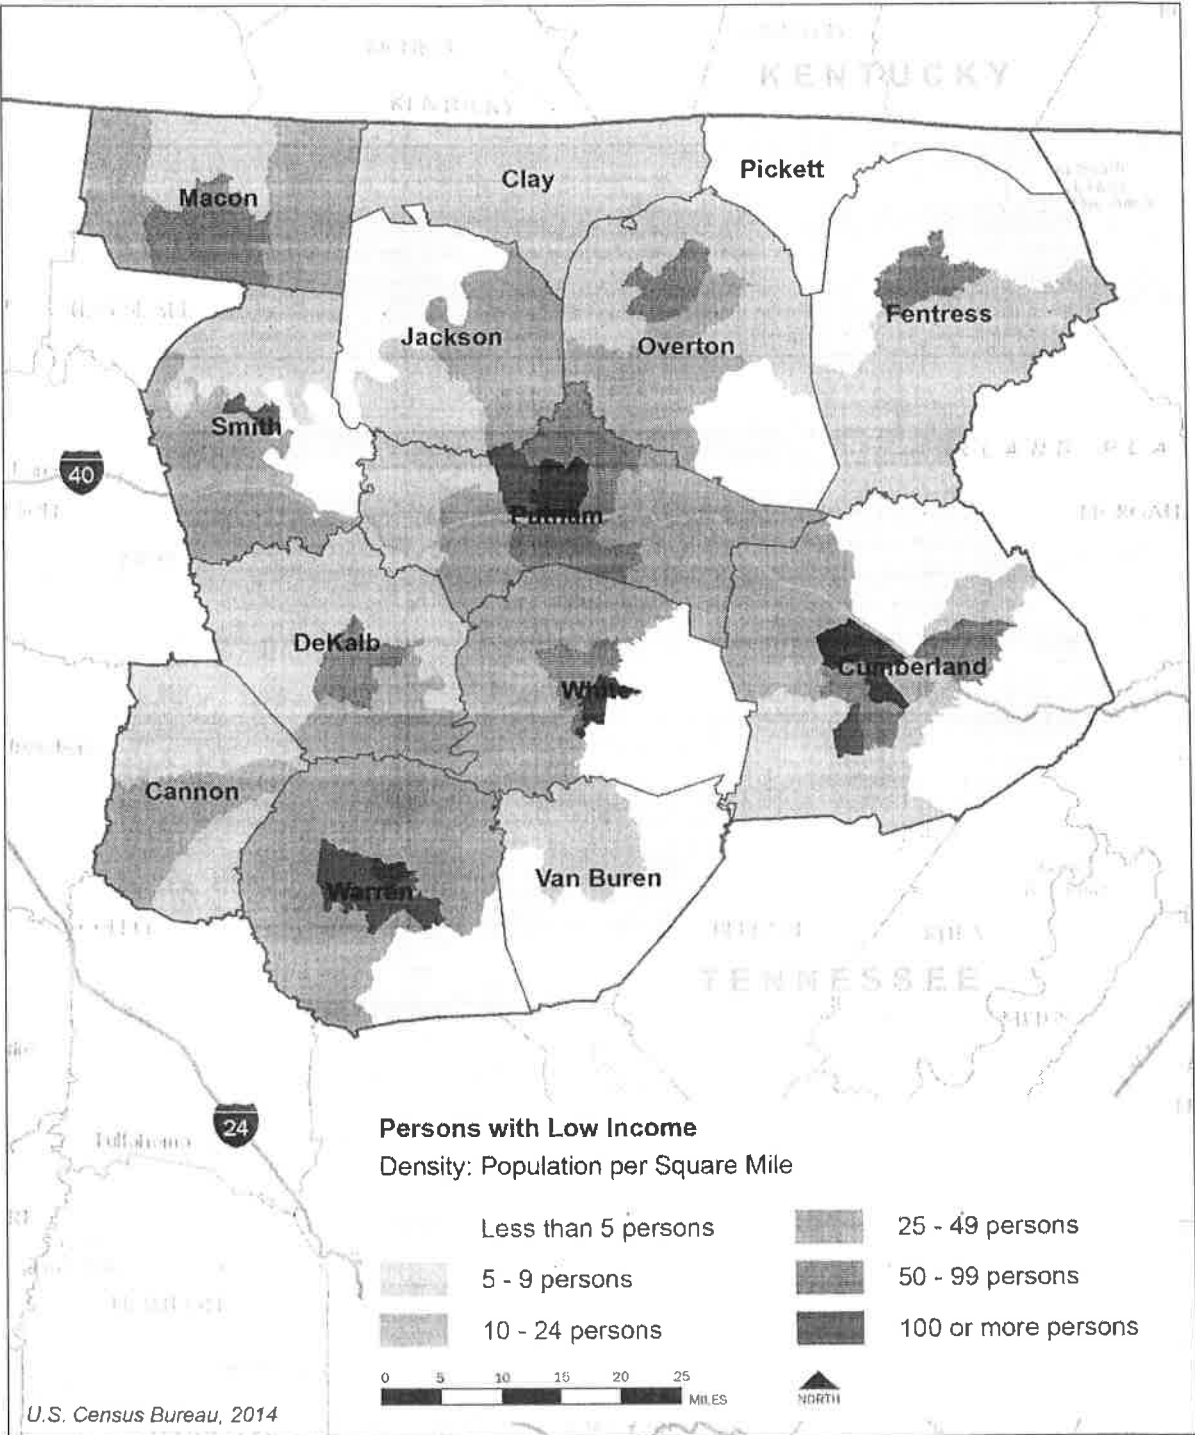 KENTUCKY
KENTUCKY
Pickett
Clay
Macon
Fentress
Jackson
Overton
Smith
40
Putnam
DeKalb
Cumberland
White
Cannon
Van Buren
Warren
TENNESSEE
24
Tullahoma
Persons with Low Income
Density: Population per Square Mile
Less than 5 persons
5 - 9 persons
10 - 24 persons
25 - 49 persons
50 - 99 persons
100 or more persons
0 5 10 15 20 25
MILES
NORTH
U.S. Census Bureau, 2014